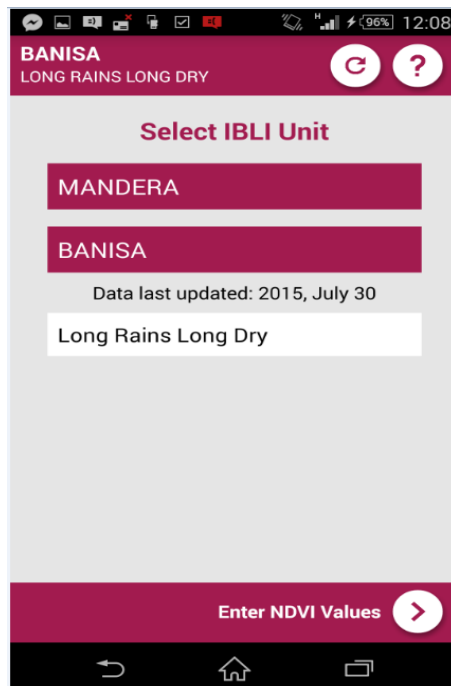 H 96% 12:08
BANISA
LONG RAINS LONG DRY
C ?
Select IBLI Unit
MANDERA
BANISA
Data last updated: 2015, July 30
Long Rains Long Dry
Enter NDVI Values >